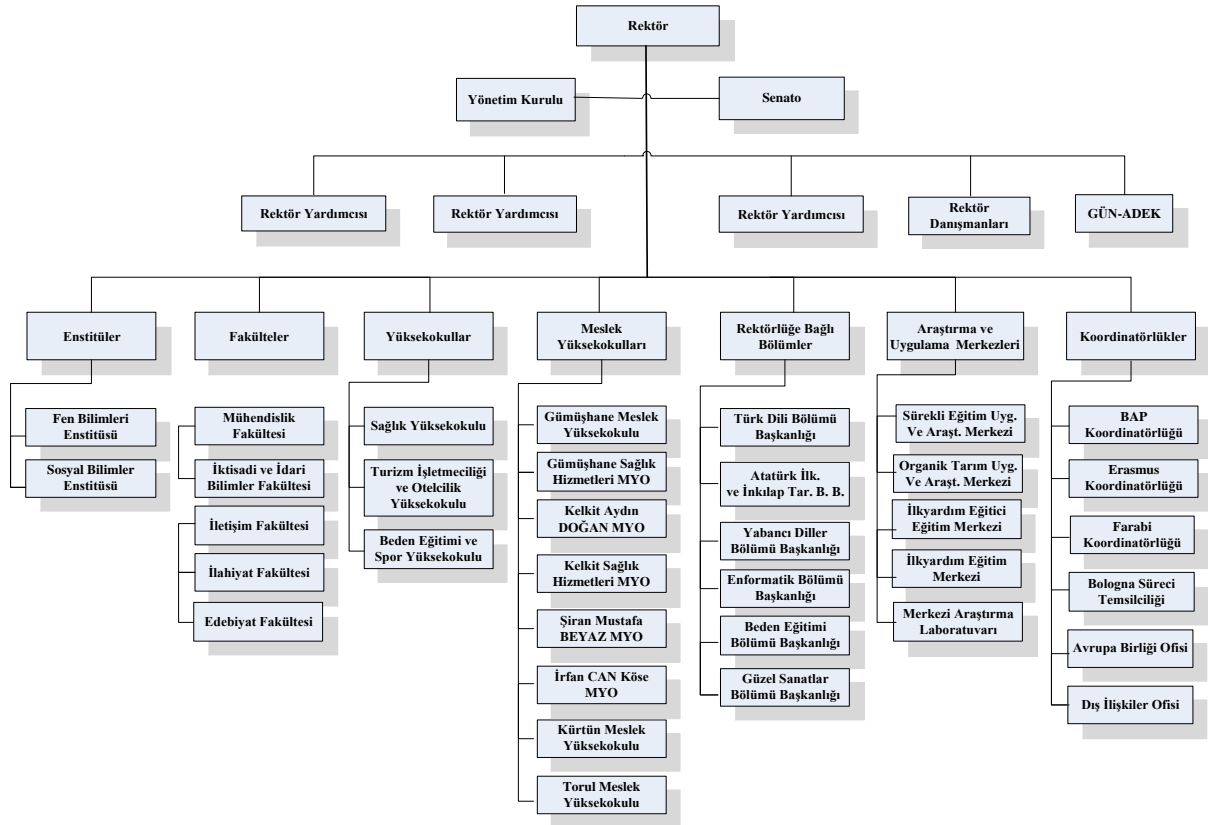 Rektör
Yönetim Kurulu
Senato
Rektör Yardımcısı
Rektör Yardımcısı
Rektör Yardımcısı
Rektör
Danışmanları
GÜN-ADEK
Enstitüler
Fakülteler
Yüksekokullar
Meslek
Yüksekokulları
Rektörlüğe Bağlı
Bölümler
Araştırma ve
Uygulama Merkezleri
Koordinatörlükler
Fen Bilimleri
Enstitüsü
Sosyal Bilimler
Enstitüsü
Mühendislik
Fakültesi
İktisadi ve İdari
Bilimler Fakültesi
İletişim Fakültesi
İlahiyat Fakültesi
Edebiyat Fakültesi
Sağlık Yüksekokulu
Turizm İşletmeciliği
ve Otelcilik
Yüksekokulu
Beden Eğitimi ve
Spor Yüksekokulu
Gümüşhane Meslek
Yüksekokulu
Gümüşhane Sağlık
Hizmetleri MYO
Kelkit Aydın
DOĞAN MYO
Kelkit Sağlık
Hizmetleri MYO
Şiran Mustafa
BEYAZ MYO
İrfan CAN Köse
MYO
Kürtün Meslek
Yüksekokulu
Torul Meslek
Yüksekokulu
Türk Dili Bölümü
Başkanlığı
Atatürk İlk.
ve İnkılap Tar. B. B.
Yabancı Diller
Bölümü Başkanlığı
Enformatik Bölümü
Başkanlığı
Beden Eğitimi
Bölümü Başkanlığı
Güzel Sanatlar
Bölümü Başkanlığı
Sürekli Eğitim Uyg.
Ve Araşt. Merkezi
Organik Tarım Uyg.
Ve Araşt. Merkezi
İlkyardım Eğitici
Eğitim Merkezi
İlkyardım Eğitim
Merkezi
Merkezi Araştırma
Laboratuvarı
BAP
Koordinatörlüğü
Erasmus
Koordinatörlüğü
Farabi
Koordinatörlüğü
Bologna Süreci
Temsilciliği
Avrupa Birliği Ofisi
Dış İlişkiler Ofisi